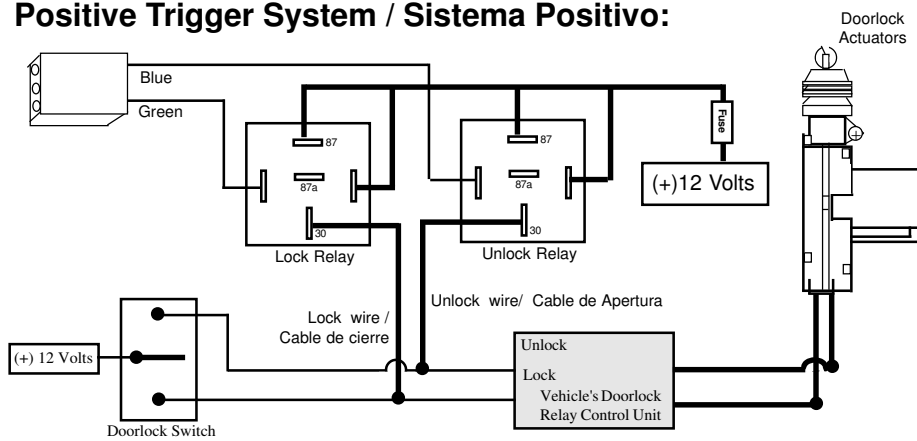 Positive Trigger System / Sistema Positivo:
Doorlock
Actuators
Blue
Green
Fuse
87
87
87a
87a
(+)12 Volts
30
30
Lock Relay
Unlock Relay
Lock wire /
Cable de cierre
Unlock wire/ Cable de Apertura
(+) 12 Volts
Unlock
Lock
Vehicle's Doorlock
Relay Control Unit
Doorlock Switch